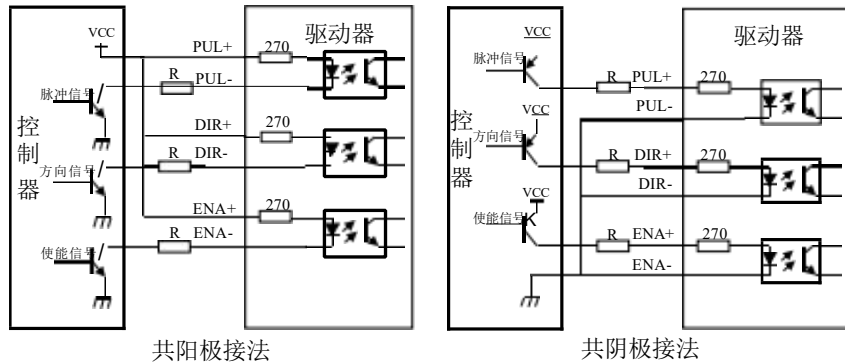 驱动器
VCC
PUL+
270
脉冲信号
R
PUL-
DIR+
270
控制器
方向信号
R
DIR-
ENA+
270
使能信号
R
ENA-
共阳极接法
VCC
驱动器
脉冲信号
PUL+
R
270
PUL-
VCC
控制器
方向信号
DIR+
R
270
DIR-
VCC
使能信号
ENA+
R
270
ENA-
共阴极接法